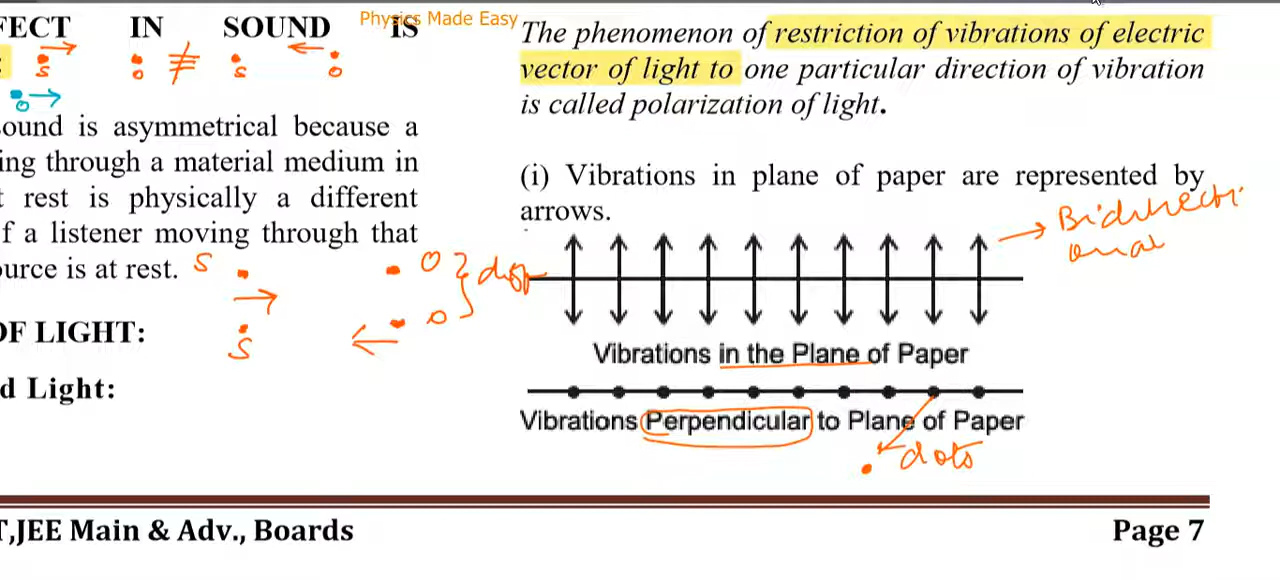 Physics Made Easy
FECT IN SOUND IS
:
S O S O
O
ound is asymmetrical because a
ing through a material medium in
t rest is physically a different
f a listener moving through that
urce is at rest.
S O
S O
OF LIGHT:
d Light:
The phenomenon of restriction of vibrations of electric
vector of light to one particular direction of vibration
is called polarization of light.
(i) Vibrations in plane of paper are represented by
arrows.
Vibrations in the Plane of Paper
Vibrations Perpendicular to Plane of Paper
dots
T,JEE Main & Adv., Boards
Page 7